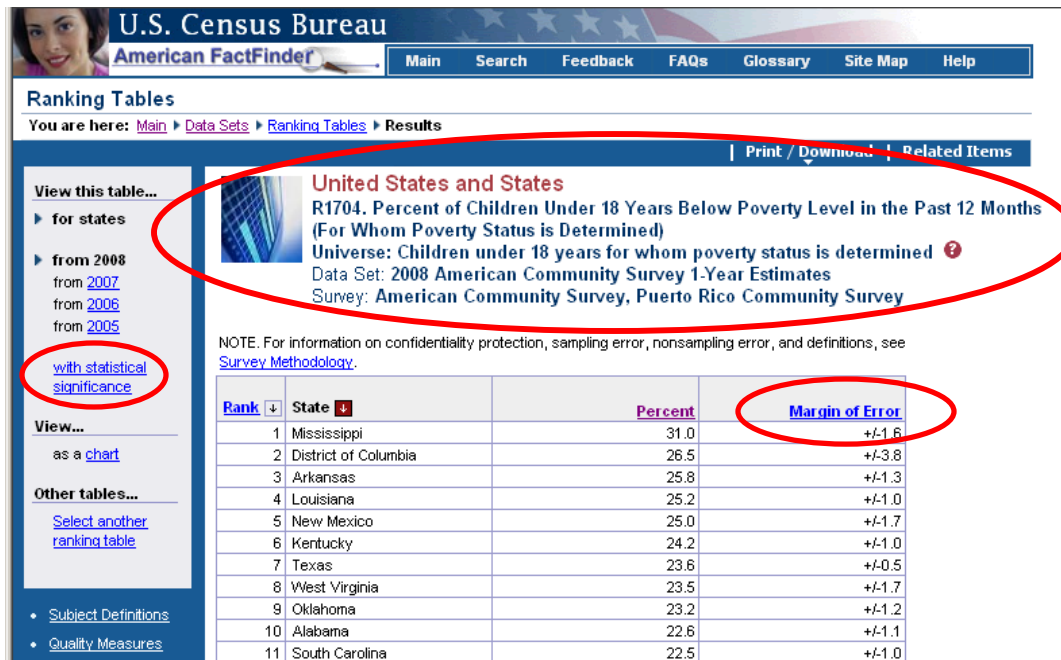 U.S. Census Bureau
American FactFinder
Main Search Feedback FAQs Glossary Site Map Help
Ranking Tables
You are here: Main Data Sets Ranking Tables Results
| Print / Download | Related Items
View this table...
for states
from 2008
from 2007
from 2006
from 2005
with statistical
significance
View...
as a chart
Other tables...
Select another
ranking table
• Subject Definitions
• Quality Measures
United States and States
R1704. Percent of Children Under 18 Years Below Poverty Level in the Past 12 Months
(For Whom Poverty Status is Determined)
Universe: Children under 18 years for whom poverty status is determined ?
Data Set: 2008 American Community Survey 1-Year Estimates
Survey: American Community Survey, Puerto Rico Community Survey
NOTE. For information on confidentiality protection, sampling error, nonsampling error, and definitions, see
Survey Methodology.
Rank State Percent Margin of Error
1 Mississippi 31.0 +/-1.6
2 District of Columbia 26.5 +/-3.8
3 Arkansas 25.8 +/-1.3
4 Louisiana 25.2 +/-1.0
5 New Mexico 25.0 +/-1.7
6 Kentucky 24.2 +/-1.0
7 Texas 23.6 +/-0.5
8 West Virginia 23.5 +/-1.7
9 Oklahoma 23.2 +/-1.2
10 Alabama 22.6 +/-1.1
11 South Carolina 22.5 +/-1.0